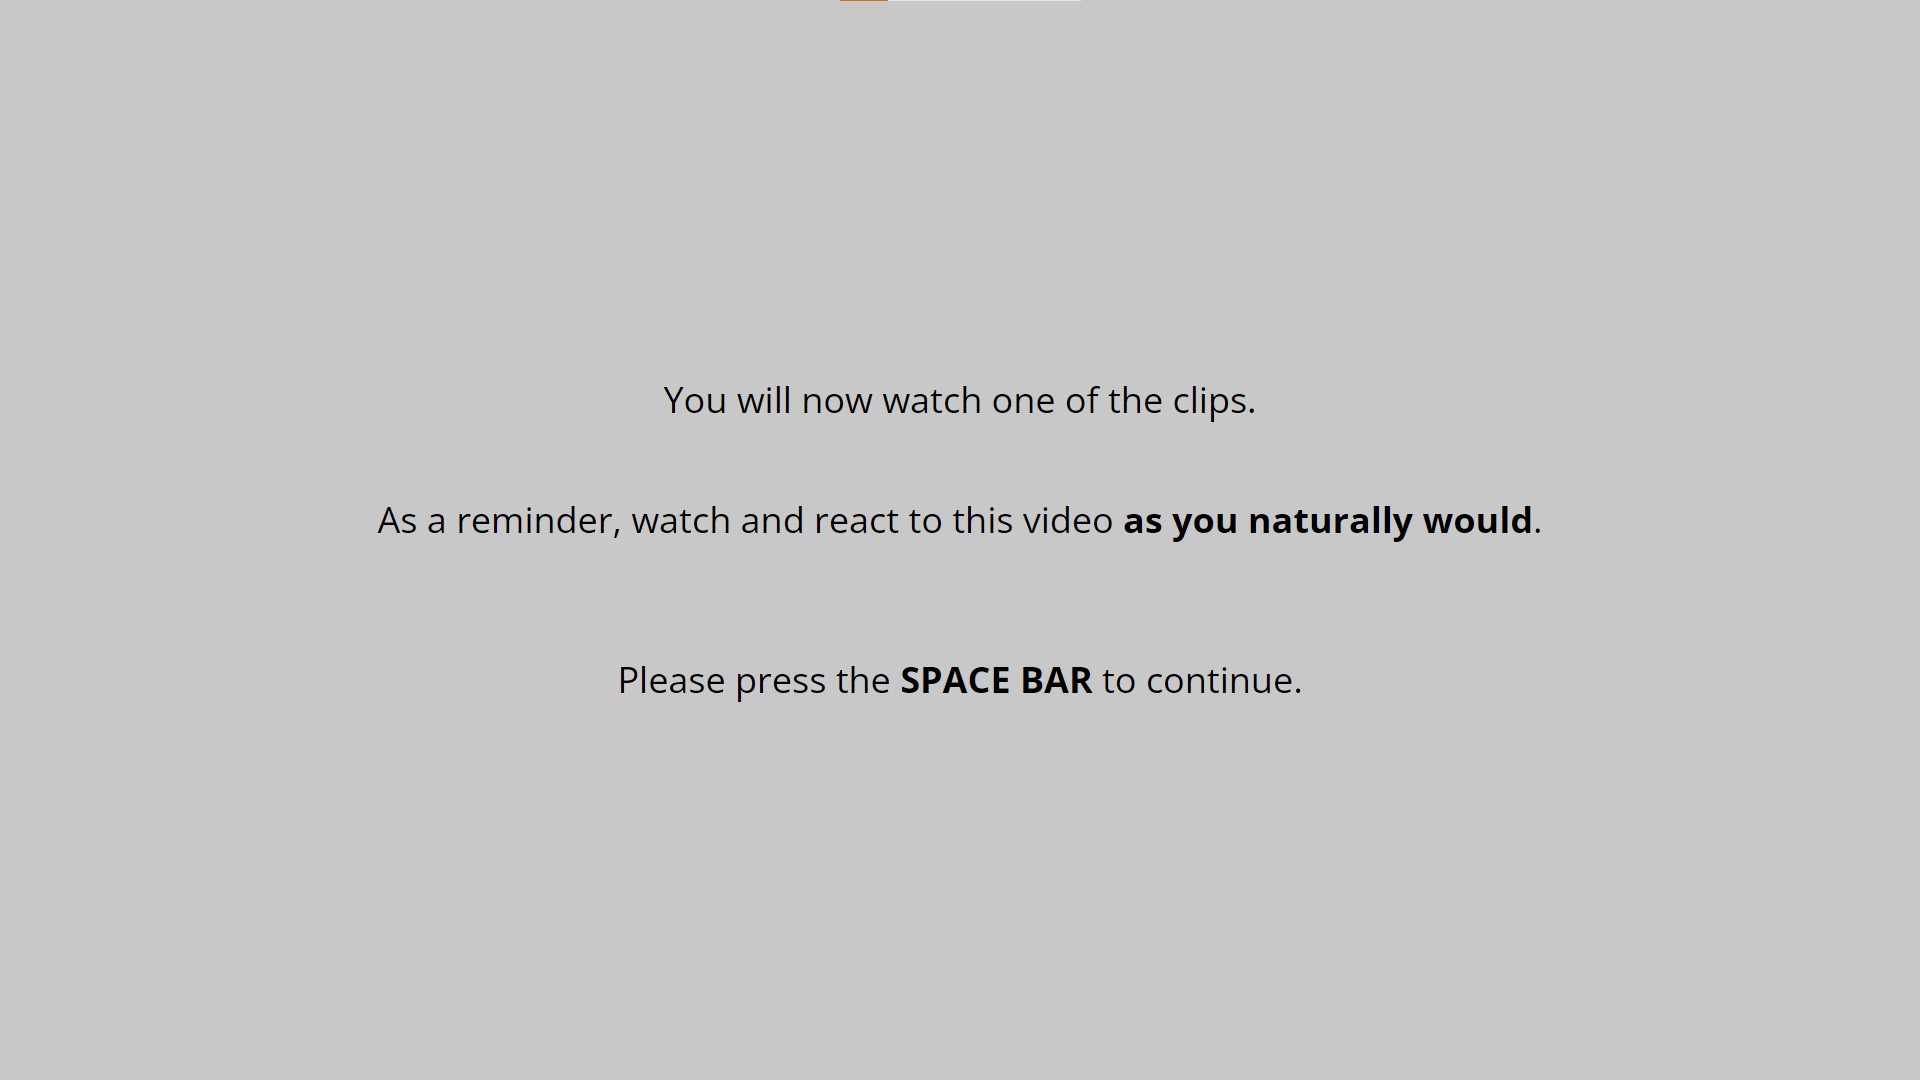 You will now watch one of the clips.
As a reminder, watch and react to this video as you naturally would.
Please press the SPACE BAR to continue.